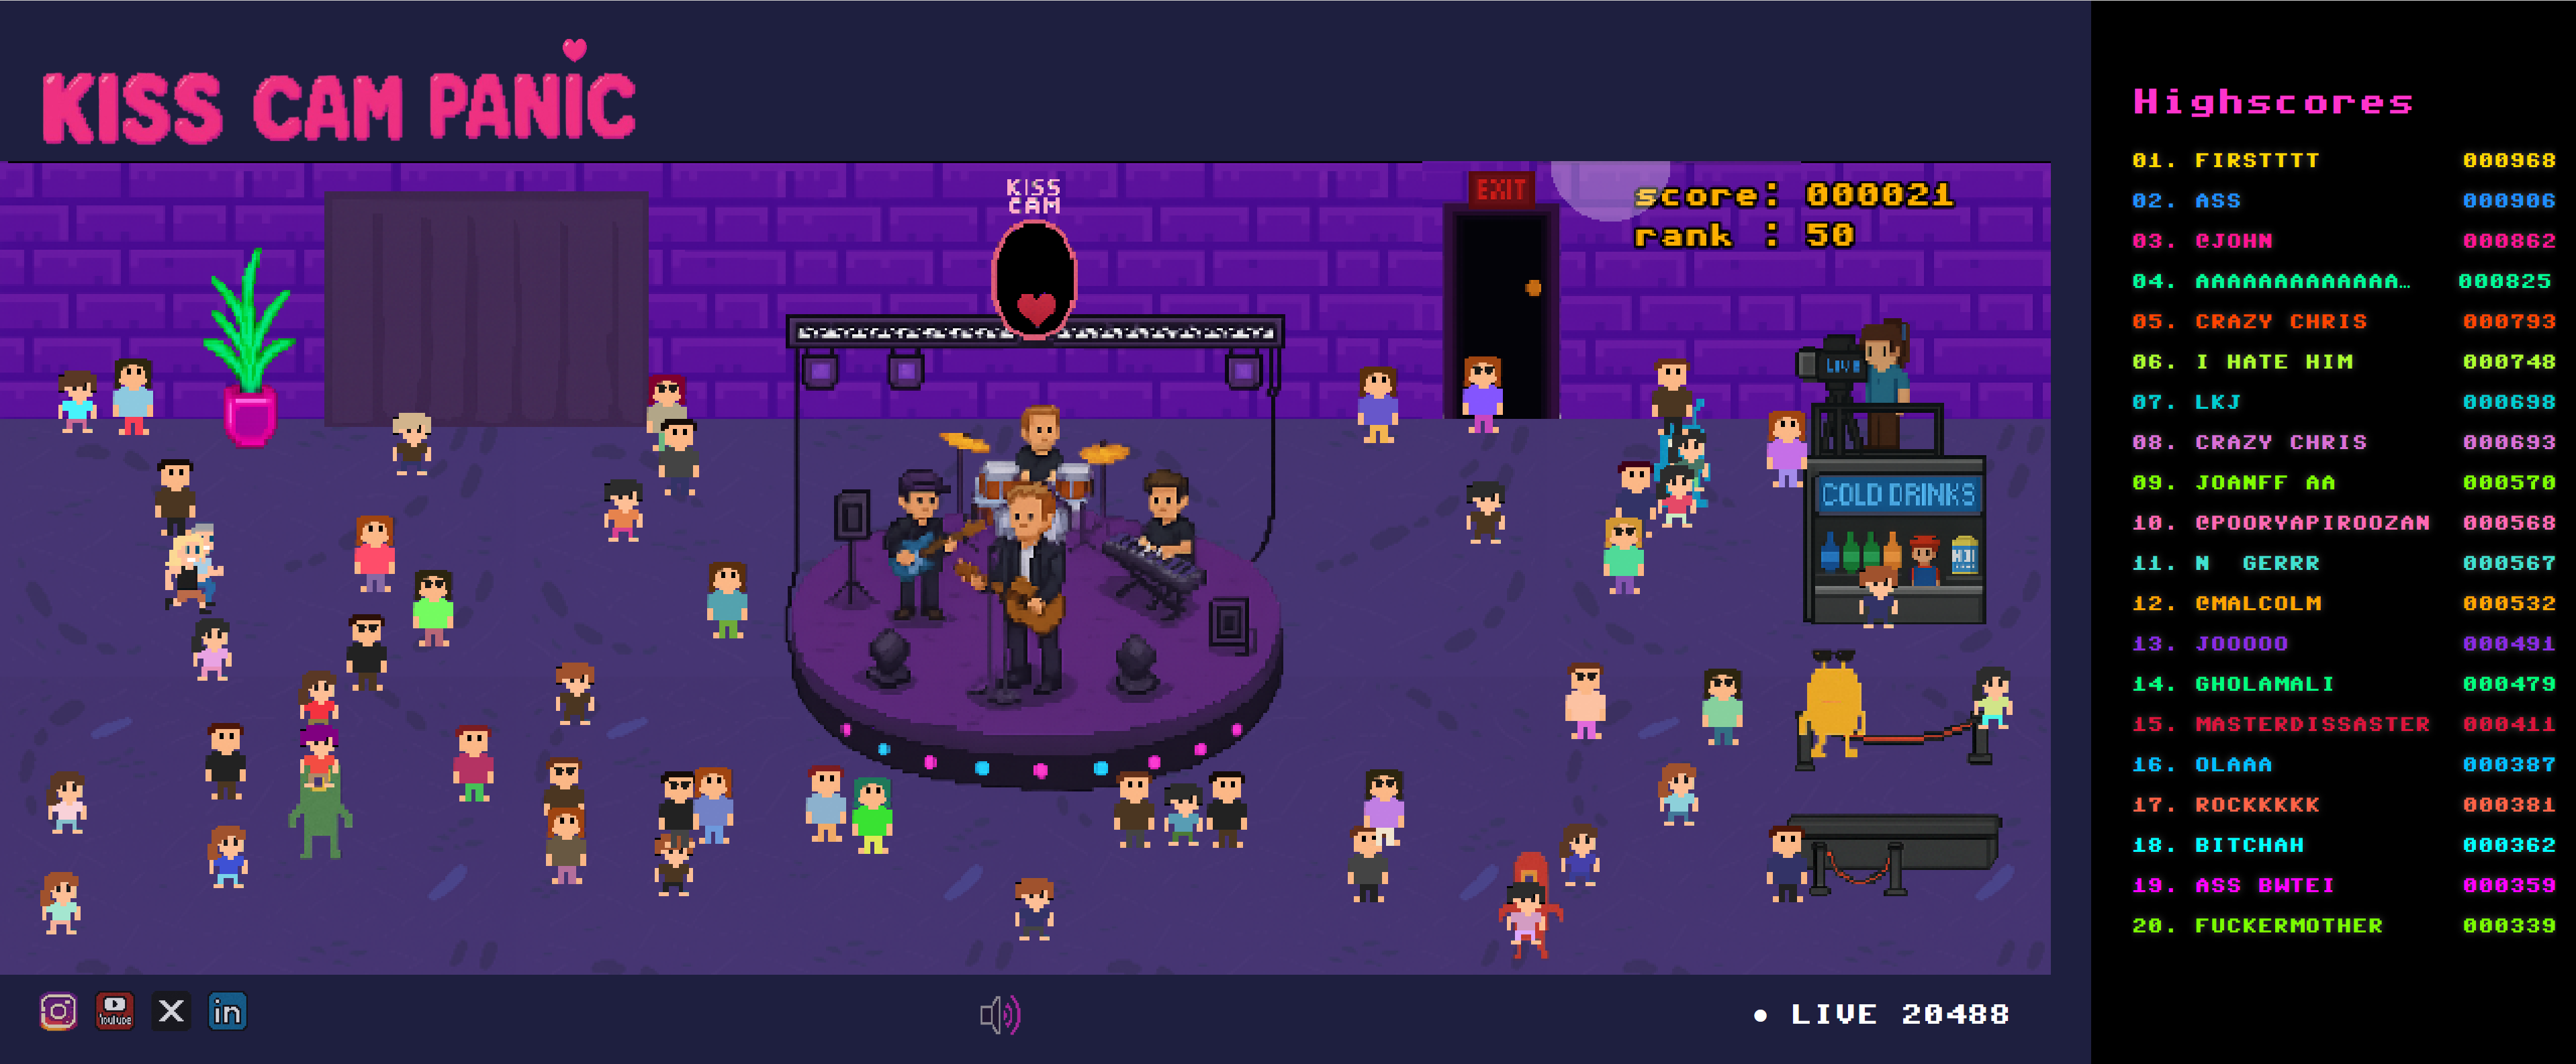 KISS CAM PANIC
KISS
CAM
EXIT
score: 000021
rank : 50
LIVE
COLD DRINKS
YouTube
X
in
• LIVE 20488
Highscores
01. FIRSTTTT 000968
02. ASS 000906
03. @JOHN 000862
04. AAAAAAAAAAAAA… 000825
05. CRAZY CHRIS 000793
06. I HATE HIM 000748
07. LKJ 000698
08. CRAZY CHRIS 000693
09. JOANFF AA 000570
10. @POORYAPIROOZAN 000568
11. N  GERRR 000567
12. @MALCOLM 000532
13. JOOOOO 000491
14. GHOLAMALI 000479
15. MASTERDISSASTER 000411
16. OLAAA 000387
17. ROCKKKKK 000381
18. BITCHAH 000362
19. ASS BWTEI 000359
20. FUCKERMOTHER 000339